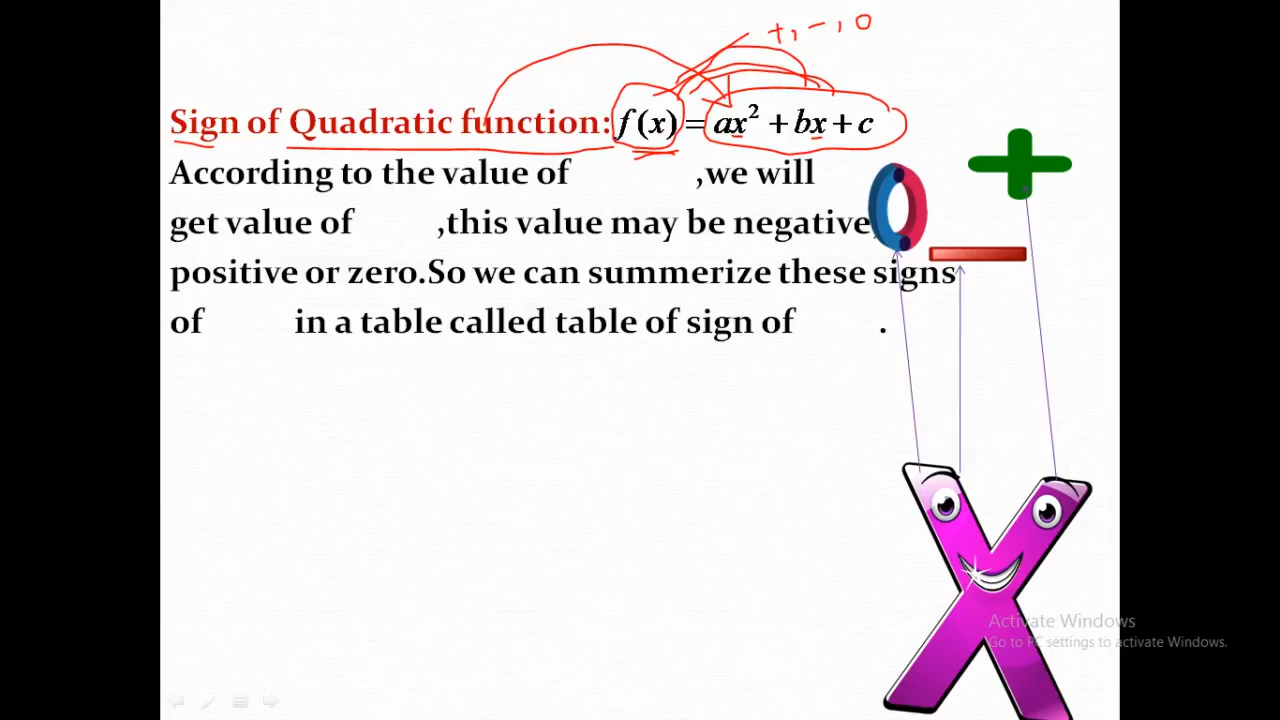 +, -, 0
Sign of Quadratic function: f(x) = ax² + bx + c
According to the value of ,we will
get value of ,this value may be negative,
positive or zero.So we can summerize these signs
of in a table called table of sign of .
Activate Windows
Go to PC settings to activate Windows.